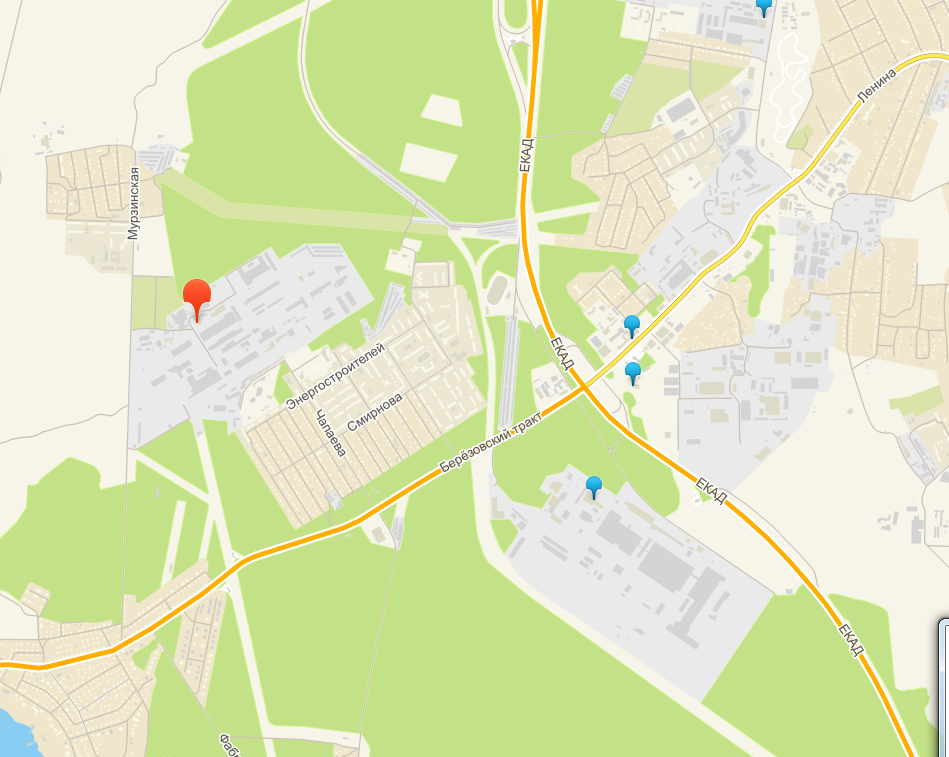 Ленина
ЕКАД
Мурзинская
ЕКАД
Энергостроителей
Смирнова
Чапаева
Берёзовский тракт
ЕКАД
ЕКАД